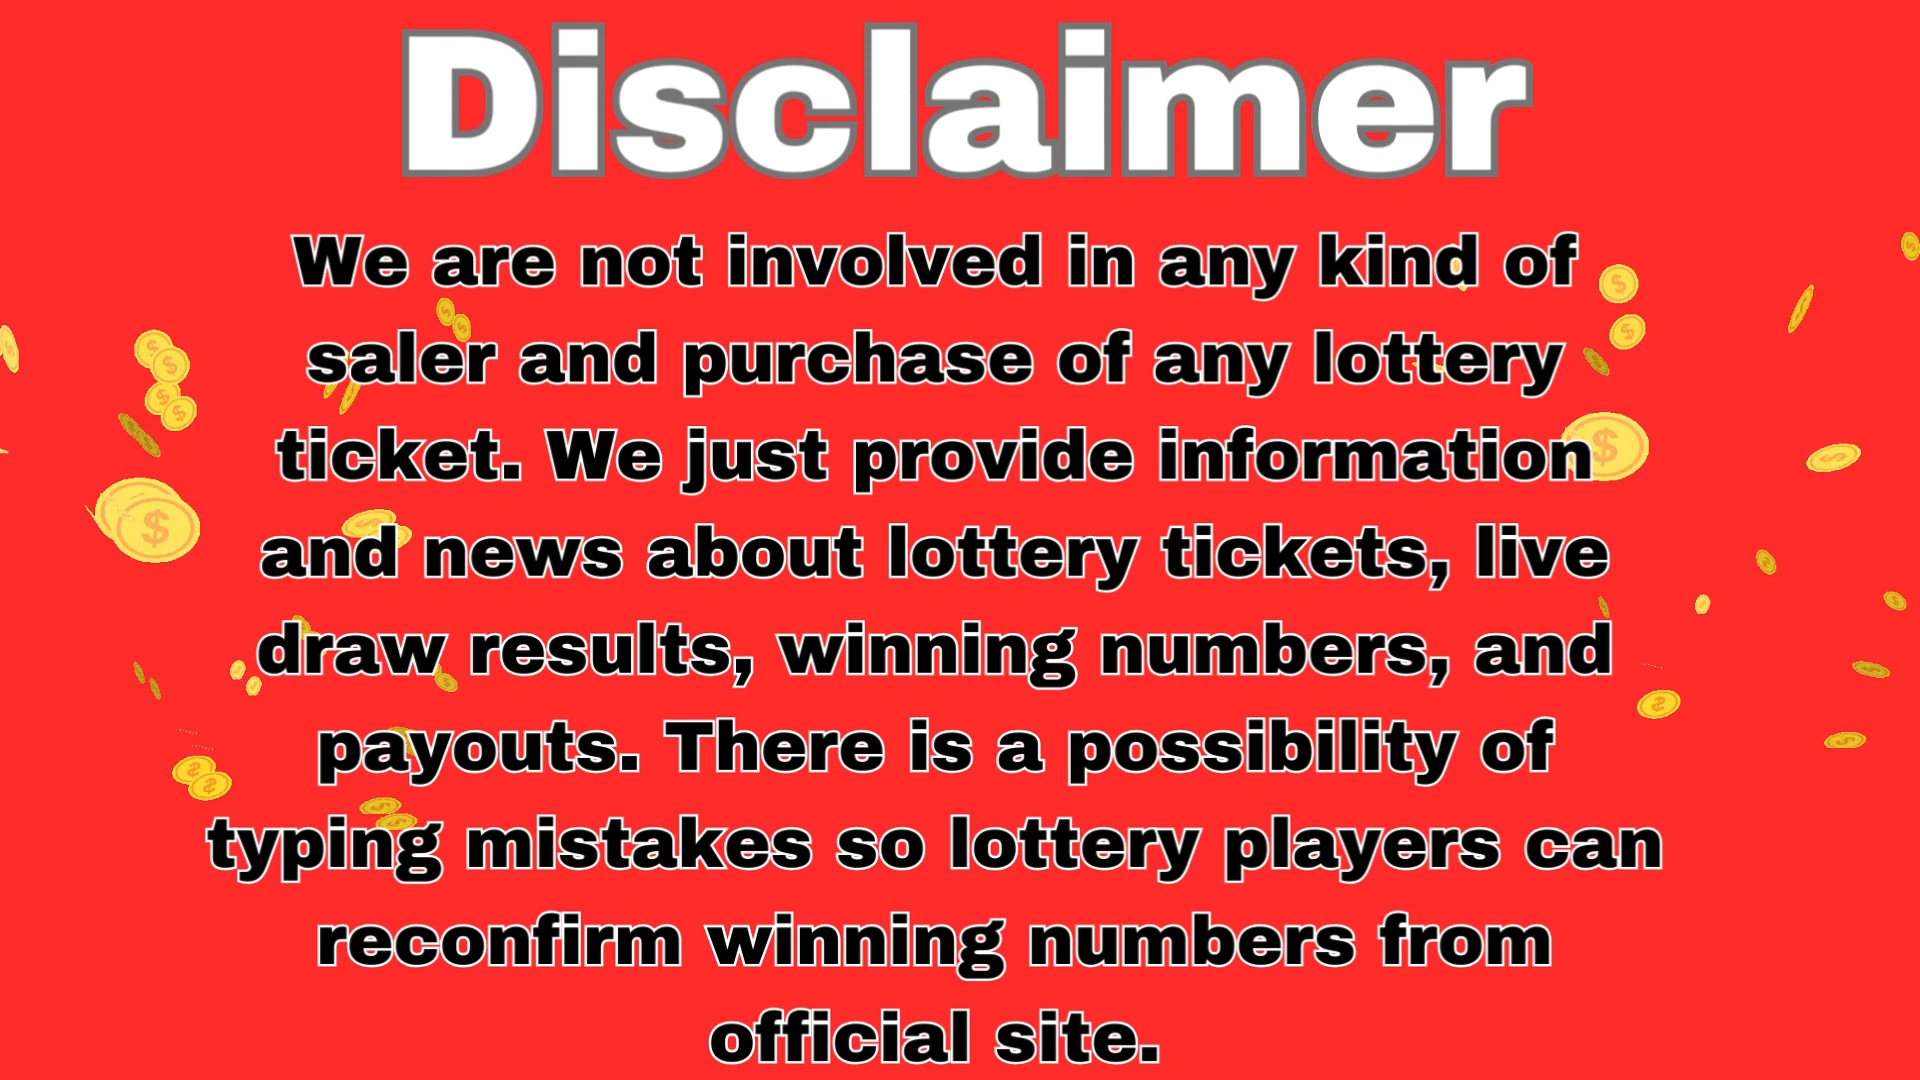 Disclaimer
We are not involved in any kind of
saler and purchase of any lottery
ticket. We just provide information
and news about lottery tickets, live
draw results, winning numbers, and
payouts. There is a possibility of
typing mistakes so lottery players can
reconfirm winning numbers from
official site.